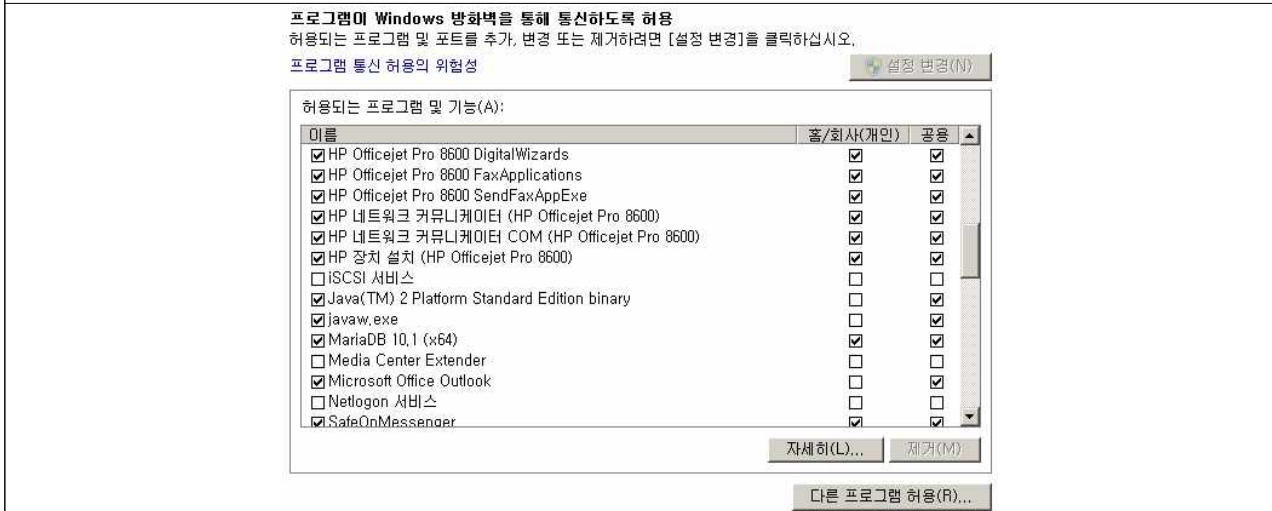 프로그램이 Windows 방화벽을 통해 통신하도록 허용
허용되는 프로그램 및 포트를 추가, 변경 또는 제거하려면 [설정 변경]을 클릭하십시오.
프로그램 통신 허용의 위험성
설정 변경(N)
허용되는 프로그램 및 기능(A):
이름 홈/회사(개인) 공용
HP Officejet Pro 8600 DigitalWizards
HP Officejet Pro 8600 FaxApplications
HP Officejet Pro 8600 SendFaxAppExe
HP 네트워크 커뮤니케이터 (HP Officejet Pro 8600)
HP 네트워크 커뮤니케이터 COM (HP Officejet Pro 8600)
HP 장치 설치 (HP Officejet Pro 8600)
iSCSI 서비스
Java(TM) 2 Platform Standard Edition binary
javaw.exe
MariaDB 10.1 (x64)
Media Center Extender
Microsoft Office Outlook
Netlogon 서비스
SafeOnMessenger
자세히(L)... 제거(M)
다른 프로그램 허용(R)...